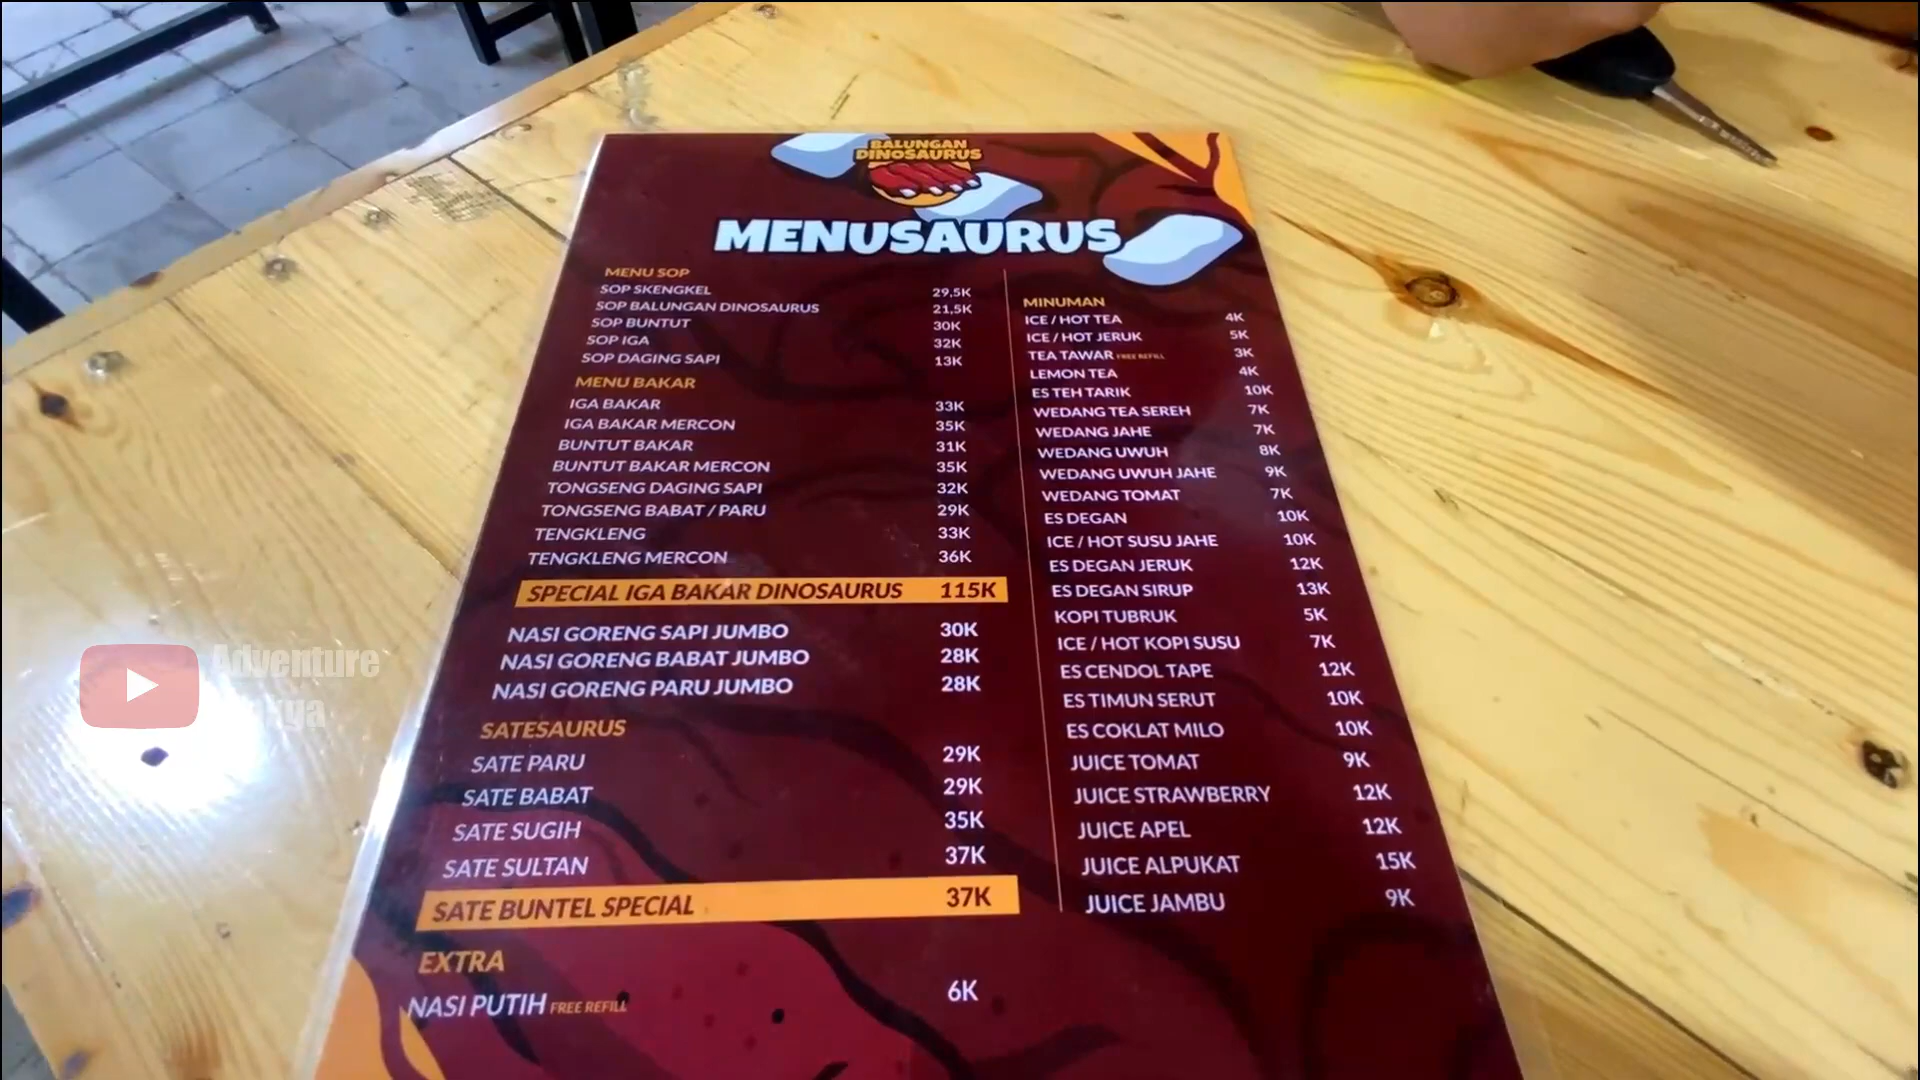 BALUNGAN
DINOSAURUS
MENUSAURUS
MENU SOP
SOP SKENGKEL 29,5K
SOP BALUNGAN DINOSAURUS 21,5K
SOP BUNTUT 30K
SOP IGA 32K
SOP DAGING SAPI 13K
MENU BAKAR
IGA BAKAR 33K
IGA BAKAR MERCON 35K
BUNTUT BAKAR 31K
BUNTUT BAKAR MERCON 35K
TONGSENG DAGING SAPI 32K
TONGSENG BABAT / PARU 29K
TENGKLENG 33K
TENGKLENG MERCON 36K
SPECIAL IGA BAKAR DINOSAURUS 115K
NASI GORENG SAPI JUMBO 30K
NASI GORENG BABAT JUMBO 28K
NASI GORENG PARU JUMBO 28K
SATESAURUS
SATE PARU 29K
SATE BABAT 29K
SATE SUGIH 35K
SATE SULTAN 37K
SATE BUNTEL SPECIAL 37K
EXTRA
NASI PUTIH FREE REFILL 6K
MINUMAN
ICE / HOT TEA 4K
ICE / HOT JERUK 5K
TEA TAWAR FREE REFILL 3K
LEMON TEA 4K
ES TEH TARIK 10K
WEDANG TEA SEREH 7K
WEDANG JAHE 7K
WEDANG UWUH 8K
WEDANG UWUH JAHE 9K
WEDANG TOMAT 7K
ES DEGAN 10K
ICE / HOT SUSU JAHE 10K
ES DEGAN JERUK 12K
ES DEGAN SIRUP 13K
KOPI TUBRUK 5K
ICE / HOT KOPI SUSU 7K
ES CENDOL TAPE 12K
ES TIMUN SERUT 10K
ES COKLAT MILO 10K
JUICE TOMAT 9K
JUICE STRAWBERRY 12K
JUICE APEL 12K
JUICE ALPUKAT 15K
JUICE JAMBU 9K
Adventure